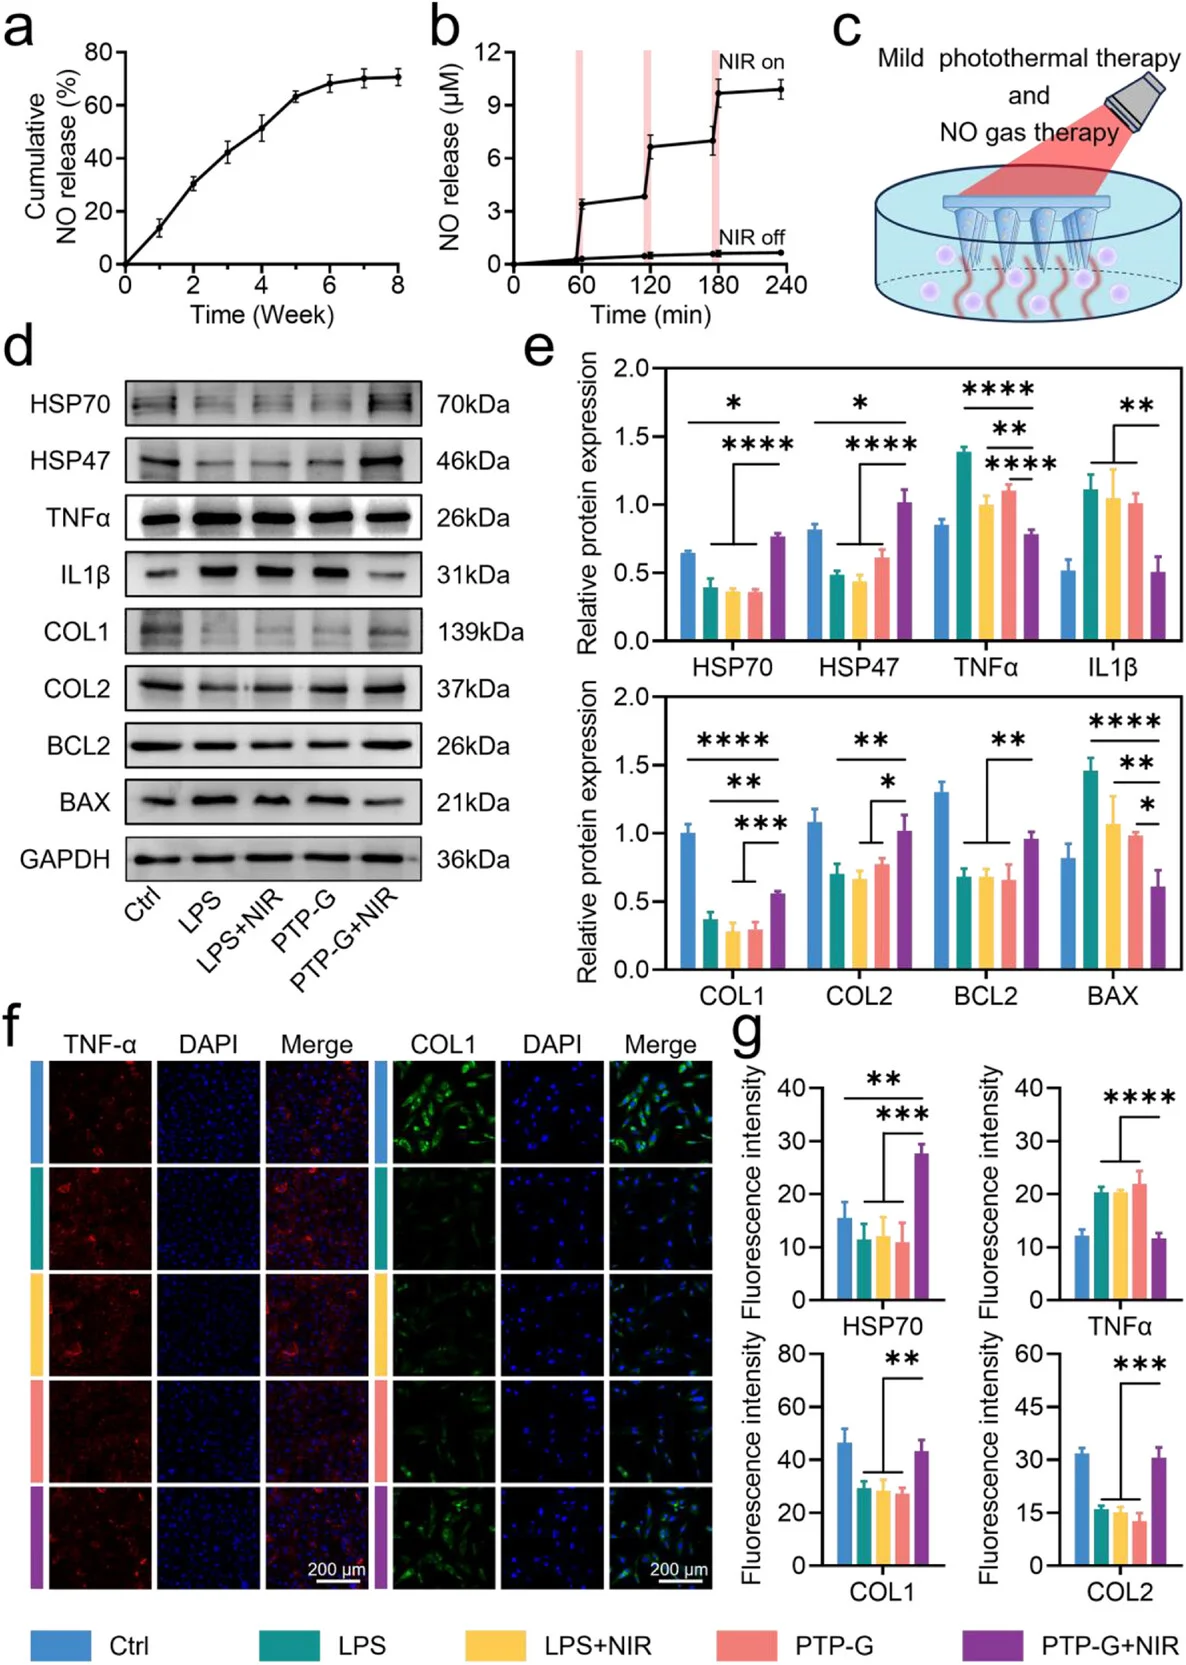 a
Cumulative
NO release (%)
80
60
40
20
0
0 2 4 6 8
Time (Week)
b
NO release (μM)
12
9
6
3
0
NIR on
NIR off
0 60 120 180 240
Time (min)
c
Mild photothermal therapy
and
NO gas therapy
d
HSP70 70kDa
HSP47 46kDa
TNFα 26kDa
IL1β 31kDa
COL1 139kDa
COL2 37kDa
BCL2 26kDa
BAX 21kDa
GAPDH 36kDa
Ctrl
LPS
LPS+NIR
PTP-G
PTP-G+NIR
e
Relative protein expression
2.0
1.5
1.0
0.5
0.0
* **** * **** **** ** **** **
HSP70 HSP47 TNFα IL1β
Relative protein expression
2.0
1.5
1.0
0.5
0.0
**** ** *** ** * ** **** ** *
COL1 COL2 BCL2 BAX
f
TNF-α DAPI Merge COL1 DAPI Merge
200 μm
200 μm
g
Fluorescence intensity
40
30
20
10
0
**
***
HSP70
Fluorescence intensity
40
30
20
10
0
****
TNFα
Fluorescence intensity
80
60
40
20
0
**
COL1
Fluorescence intensity
60
45
30
15
0
***
COL2
Ctrl LPS LPS+NIR PTP-G PTP-G+NIR